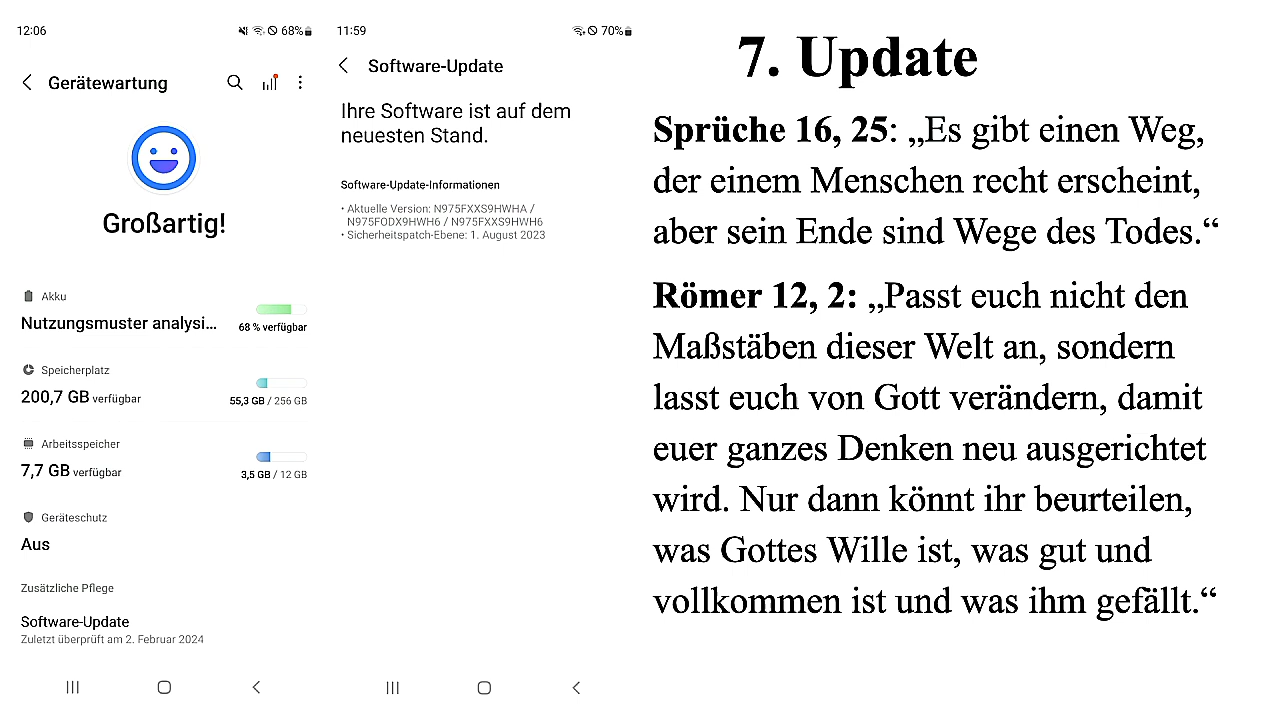 12:06
68%
Gerätewartung
Großartig!
Akku
Nutzungsmuster analysi...
68 % verfügbar
Speicherplatz
200,7 GB verfügbar
55,3 GB / 256 GB
Arbeitsspeicher
7,7 GB verfügbar
3,5 GB / 12 GB
Geräteschutz
Aus
Zusätzliche Pflege
Software-Update
Zuletzt überprüft am 2. Februar 2024
11:59
70%
Software-Update
Ihre Software ist auf dem
neuesten Stand.
Software-Update-Informationen
• Aktuelle Version: N975FXXS9HWHA /
N975FODX9HWH6 / N975FXXS9HWH6
• Sicherheitspatch-Ebene: 1. August 2023
7. Update
Sprüche 16, 25: „Es gibt einen Weg,
der einem Menschen recht erscheint,
aber sein Ende sind Wege des Todes.“
Römer 12, 2: „Passt euch nicht den
Maßstäben dieser Welt an, sondern
lasst euch von Gott verändern, damit
euer ganzes Denken neu ausgerichtet
wird. Nur dann könnt ihr beurteilen,
was Gottes Wille ist, was gut und
vollkommen ist und was ihm gefällt.“